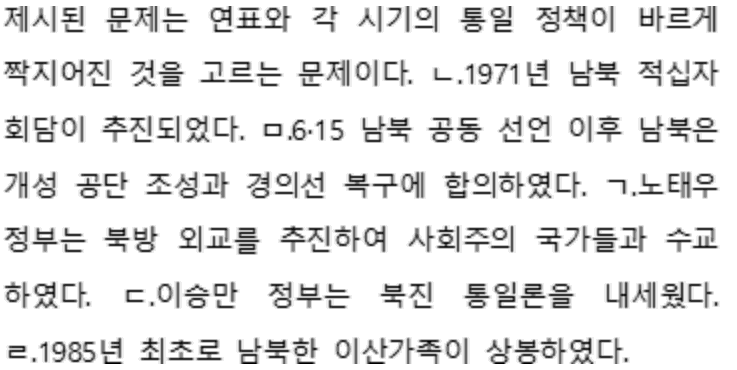 제시된 문제는 연표와 각 시기의 통일 정책이 바르게
짝지어진 것을 고르는 문제이다. ㄴ.1971년 남북 적십자
회담이 추진되었다. ㅁ.6·15 남북 공동 선언 이후 남북은
개성 공단 조성과 경의선 복구에 합의하였다. ㄱ.노태우
정부는 북방 외교를 추진하여 사회주의 국가들과 수교
하였다. ㄷ.이승만 정부는 북진 통일론을 내세웠다.
ㄹ.1985년 최초로 남북한 이산가족이 상봉하였다.